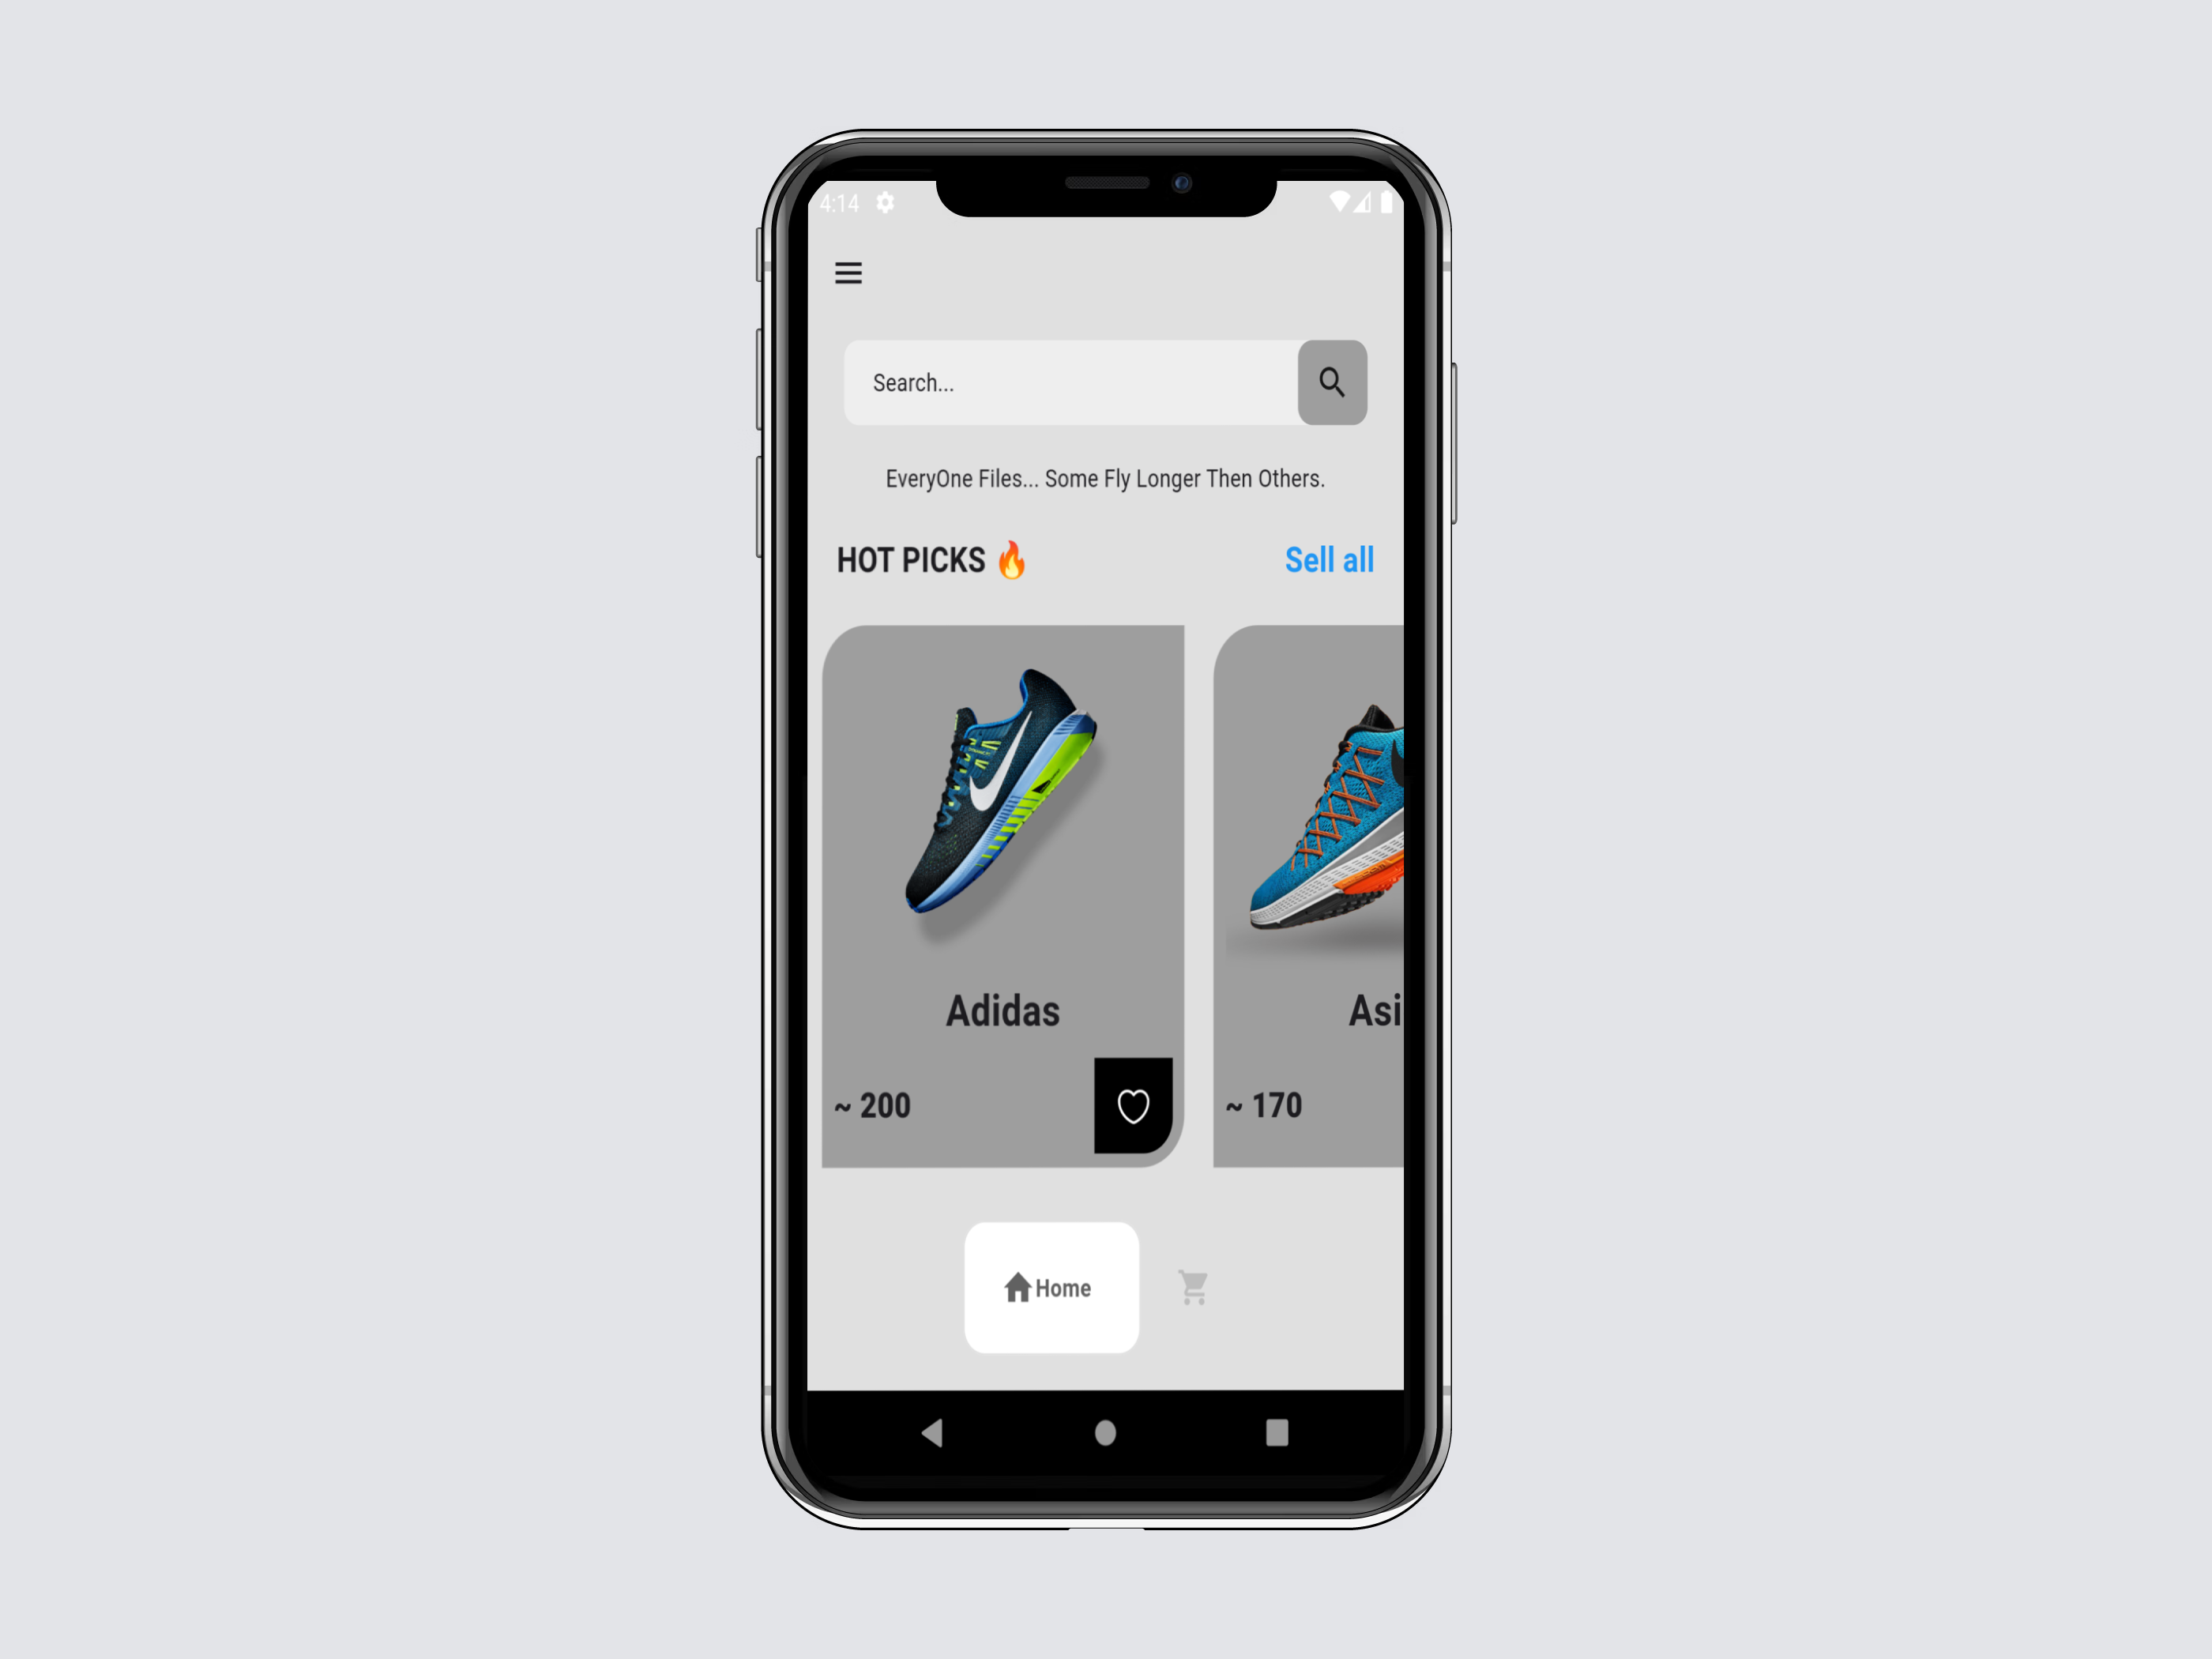 4:14
Search...
EveryOne Files... Some Fly Longer Then Others.
HOT PICKS 🔥
Sell all
Adidas
Asi
~ 200
~ 170
Home